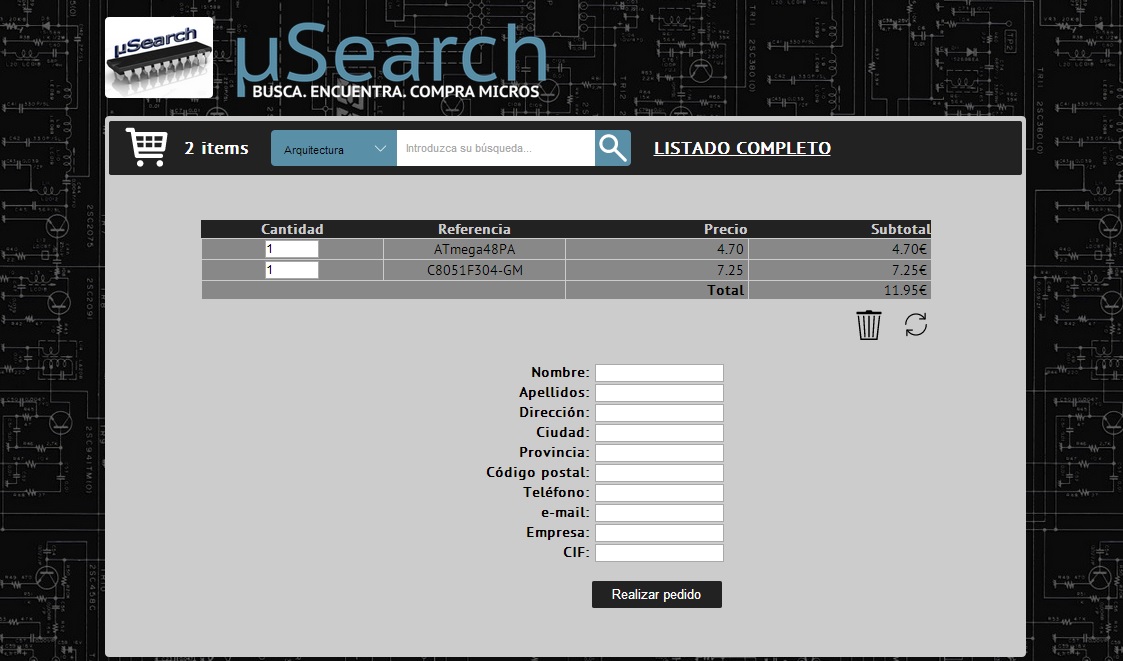 µSearch
µSearch
BUSCA. ENCUENTRA. COMPRA MICROS
2 items
Arquitectura
Introduzca su búsqueda...
LISTADO COMPLETO
Cantidad Referencia Precio Subtotal
1 ATmega48PA 4.70 4.70€
1 C8051F304-GM 7.25 7.25€
Total 11.95€
Nombre:
Apellidos:
Dirección:
Ciudad:
Provincia:
Código postal:
Teléfono:
e-mail:
Empresa:
CIF:
Realizar pedido